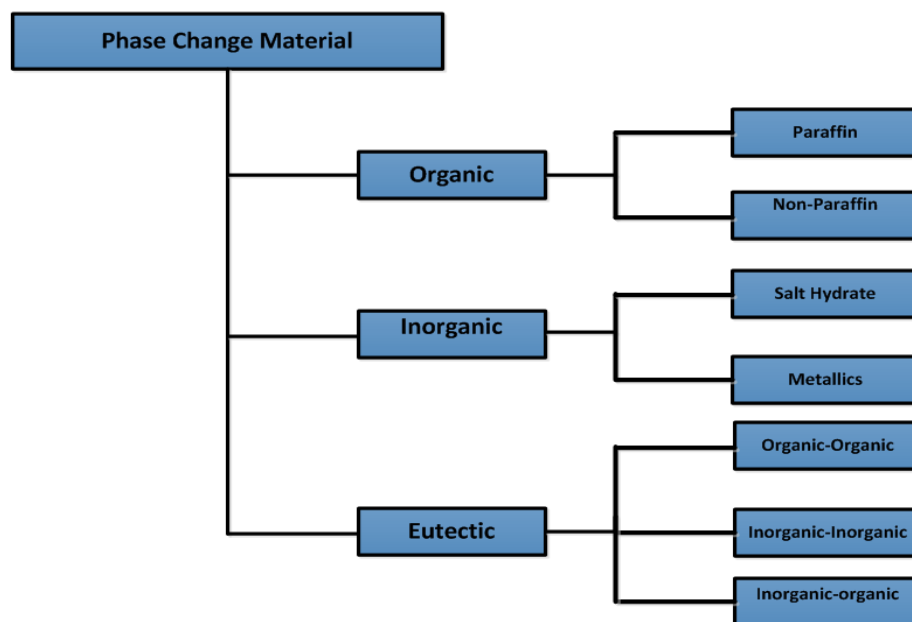 Phase Change Material
Organic
Paraffin
Non-Paraffin
Inorganic
Salt Hydrate
Metallics
Eutectic
Organic-Organic
Inorganic-Inorganic
Inorganic-organic